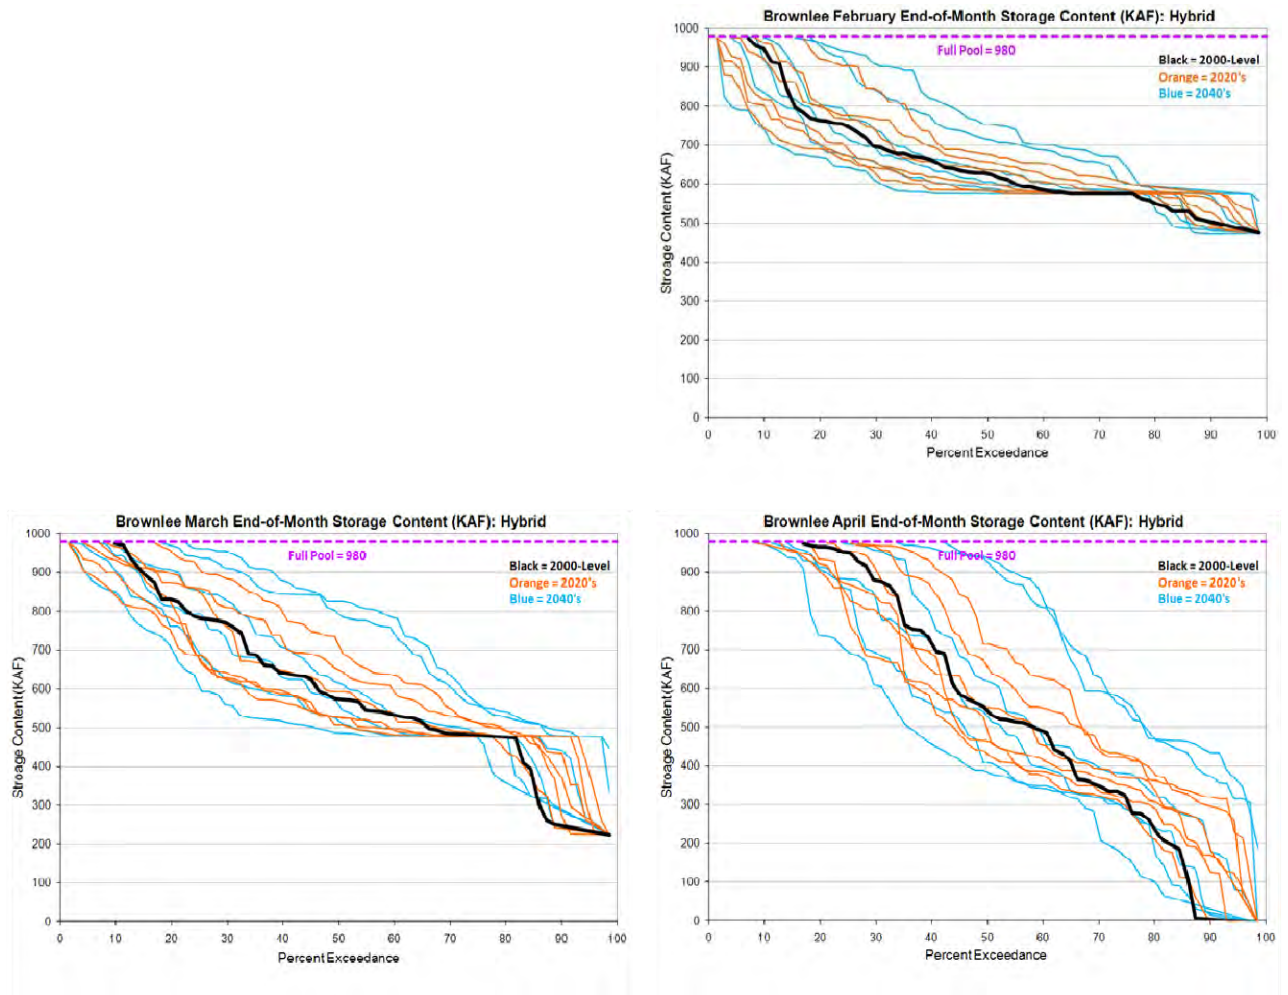 Brownlee February End-of-Month Storage Content (KAF): Hybrid
1000
900
800
700
600
500
400
300
200
100
0
Stroage Content (KAF)
Full Pool = 980
Black = 2000-Level
Orange = 2020's
Blue = 2040's
0 10 20 30 40 50 60 70 80 90 100
Percent Exceedance
Brownlee March End-of-Month Storage Content (KAF): Hybrid
1000
900
800
700
600
500
400
300
200
100
0
Stroage Content (KAF)
Full Pool = 980
Black = 2000-Level
Orange = 2020's
Blue = 2040's
0 10 20 30 40 50 60 70 80 90 100
Percent Exceedance
Brownlee April End-of-Month Storage Content (KAF): Hybrid
1000
900
800
700
600
500
400
300
200
100
0
Stroage Content (KAF)
Full Pool = 980
Black = 2000-Level
Orange = 2020's
Blue = 2040's
0 10 20 30 40 50 60 70 80 90 100
Percent Exceedance